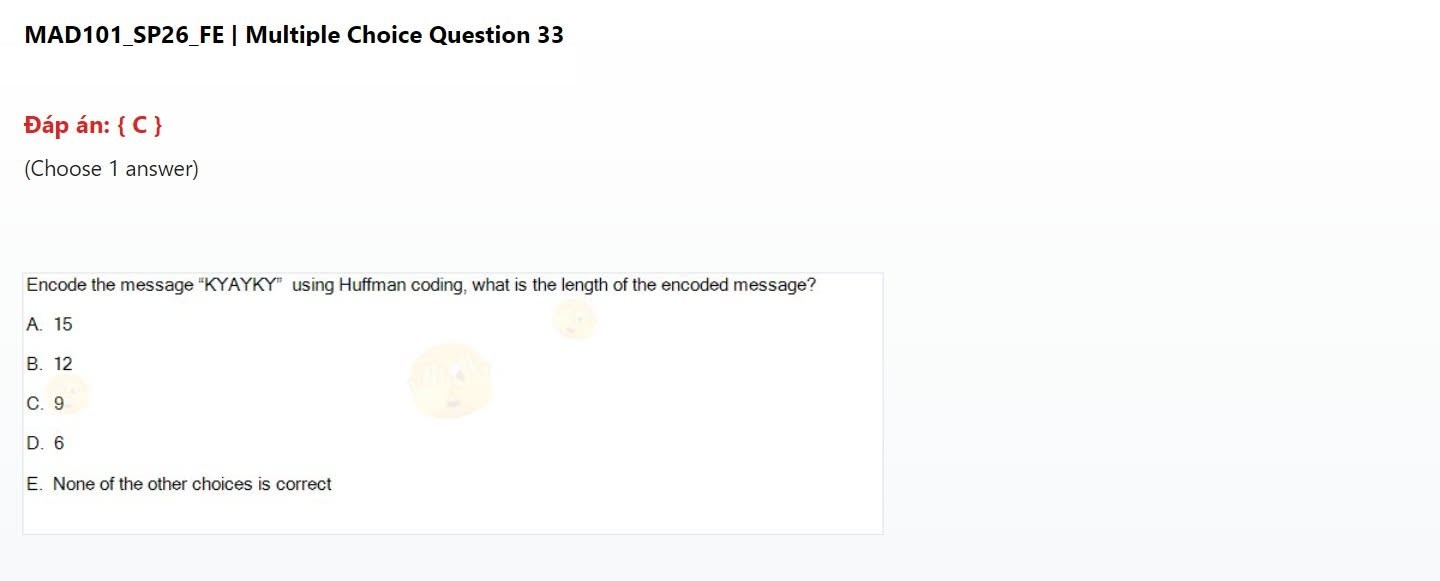 MAD101_SP26_FE | Multiple Choice Question 33
Đáp án: { C }
(Choose 1 answer)
Encode the message “KYAYKY” using Huffman coding, what is the length of the encoded message?
A. 15
B. 12
C. 9
D. 6
E. None of the other choices is correct